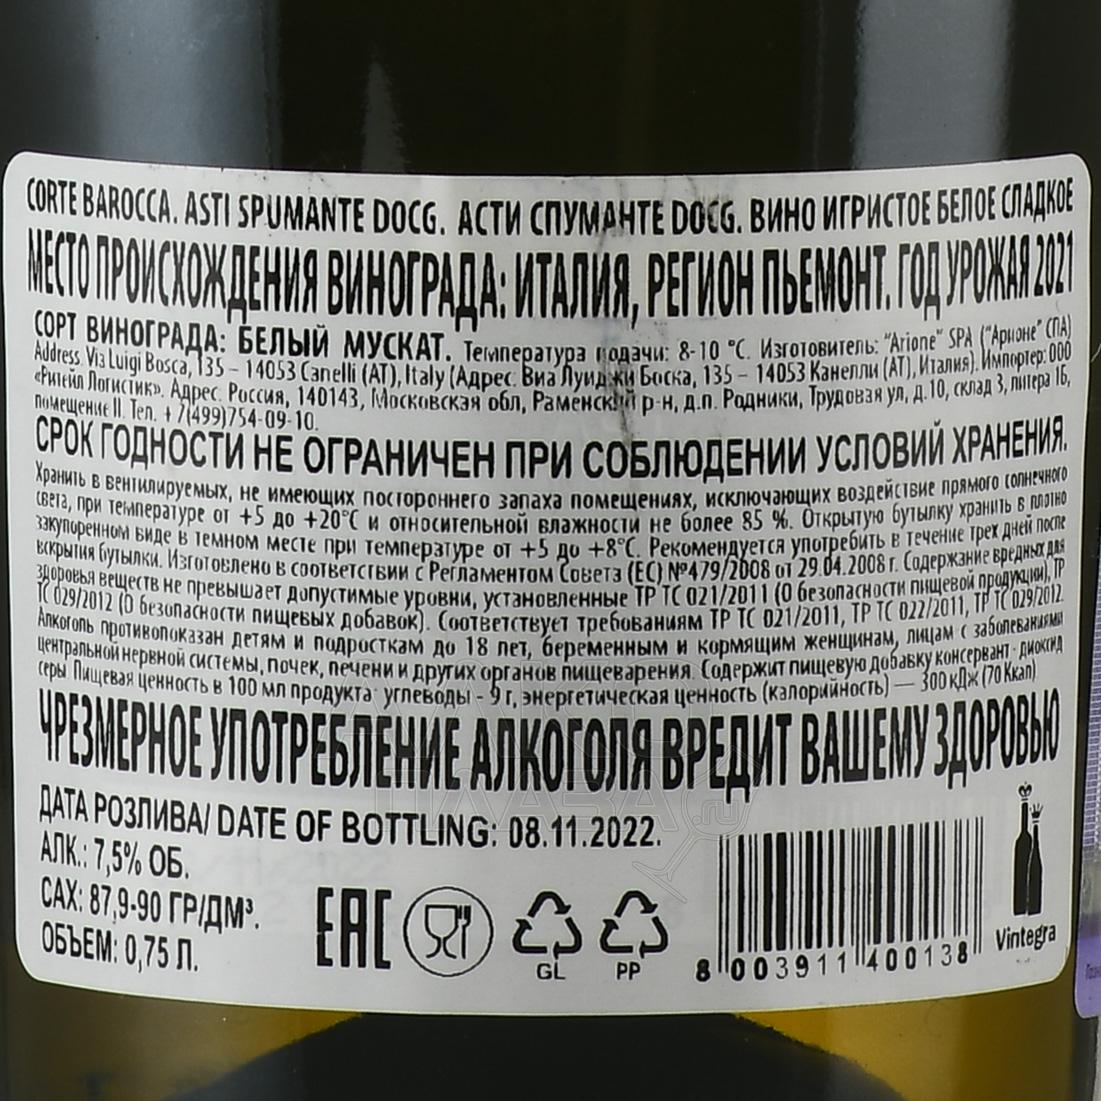 CORTE BAROCCA. ASTI SPUMANTE DOCG. АСТИ СПУМАНТЕ DOCG. ВИНО ИГРИСТОЕ БЕЛОЕ СЛАДКОЕ
МЕСТО ПРОИСХОЖДЕНИЯ ВИНОГРАДА: ИТАЛИЯ, РЕГИОН ПЬЕМОНТ. ГОД УРОЖАЯ 2021
СОРТ ВИНОГРАДА: БЕЛЫЙ МУСКАТ. Температура подачи: 8-10 °C. Изготовитель: "Arione" SPA ("Арионе" СПА)
Address. Via Luigi Bosca, 135 – 14053 Canelli (AT), Italy (Адрес: Виа Луиджи Боска, 135 – 14053 Канелли (АТ), Италия). Импортер: ООО
«Ритейл Логистик». Адрес: Россия, 140143, Московская обл, Раменский р-н, д.п. Родники, Трудовая ул, д.10, склад 3, литера 1Б,
помещение II. Тел. +7(499)754-09-10.
СРОК ГОДНОСТИ НЕ ОГРАНИЧЕН ПРИ СОБЛЮДЕНИИ УСЛОВИЙ ХРАНЕНИЯ.
Хранить в вентилируемых, не имеющих постороннего запаха помещениях, исключающих воздействие прямого солнечного
света, при температуре от +5 до +20°C и относительной влажности не более 85 %. Открытую бутылку хранить в плотно
закупоренном виде в темном месте при температуре от +5 до +8°C. Рекомендуется употребить в течение трех дней после
вскрытия бутылки. Изготовлено в соответствии с Регламентом Совета (ЕС) №479/2008 от 29.04.2008 г. Содержание вредных для
здоровья веществ не превышает допустимые уровни, установленные ТР ТС 021/2011 (О безопасности пищевой продукции), ТР
ТС 029/2012 (О безопасности пищевых добавок). Соответствует требованиям ТР ТС 021/2011, ТР ТС 022/2011, ТР ТС 029/2012.
Алкоголь противопоказан детям и подросткам до 18 лет, беременным и кормящим женщинам, лицам с заболеваниями
центральной нервной системы, почек, печени и других органов пищеварения. Содержит пищевую добавку консервант - диоксид
серы Пищевая ценность в 100 мл продукта: углеводы - 9 г, энергетическая ценность (калорийность) — 300 кДж (70 Ккал)
ЧРЕЗМЕРНОЕ УПОТРЕБЛЕНИЕ АЛКОГОЛЯ ВРЕДИТ ВАШЕМУ ЗДОРОВЬЮ
ДАТА РОЗЛИВА/ DATE OF BOTTLING: 08.11.2022.
АЛК.: 7,5% ОБ.
САХ: 87,9-90 ГР/ДМ³.
ОБЪЕМ: 0,75 Л.
EAC
GL
PP
8 003911 400138
Vintegra